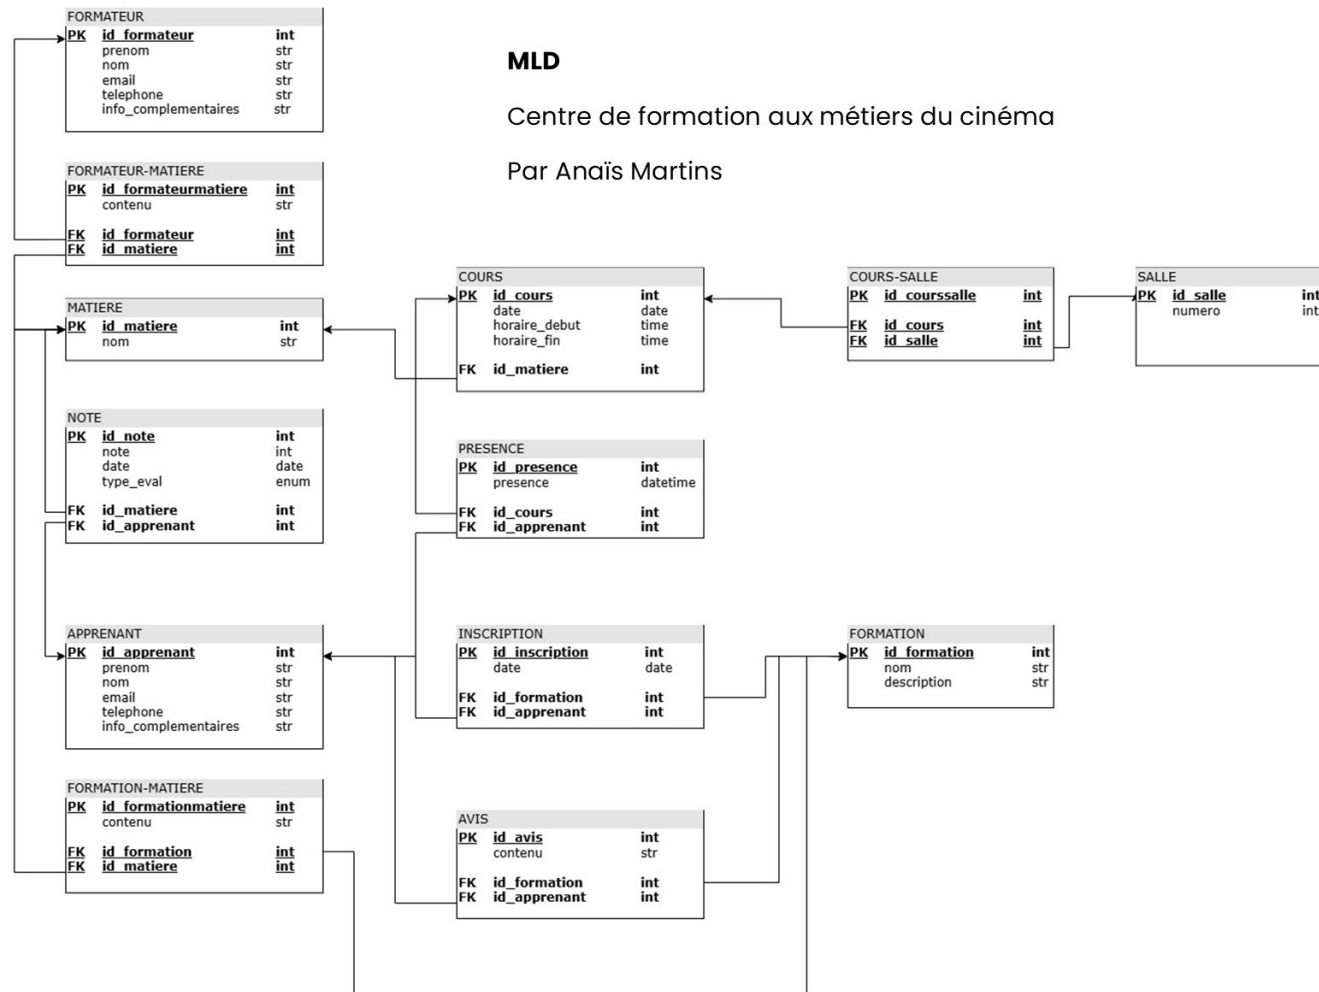 MLD
Centre de formation aux métiers du cinéma
Par Anaïs Martins
FORMATEUR
PK id_formateur int
prenom str
nom str
email str
telephone str
info_complementaires str
FORMATEUR-MATIERE
PK id_formateurmatiere int
contenu str
FK id_formateur int
FK id_matiere int
MATIERE
PK id_matiere int
nom str
NOTE
PK id_note int
note int
date date
type_eval enum
FK id_matiere int
FK id_apprenant int
APPRENANT
PK id_apprenant int
prenom str
nom str
email str
telephone str
info_complementaires str
FORMATION-MATIERE
PK id_formationmatiere int
contenu str
FK id_formation int
FK id_matiere int
COURS
PK id_cours int
date date
horaire_debut time
horaire_fin time
FK id_matiere int
PRESENCE
PK id_presence int
presence datetime
FK id_cours int
FK id_apprenant int
INSCRIPTION
PK id_inscription int
date date
FK id_formation int
FK id_apprenant int
AVIS
PK id_avis int
contenu str
FK id_formation int
FK id_apprenant int
COURS-SALLE
PK id_courssalle int
FK id_cours int
FK id_salle int
FORMATION
PK id_formation int
nom str
description str
SALLE
PK id_salle int
numero int